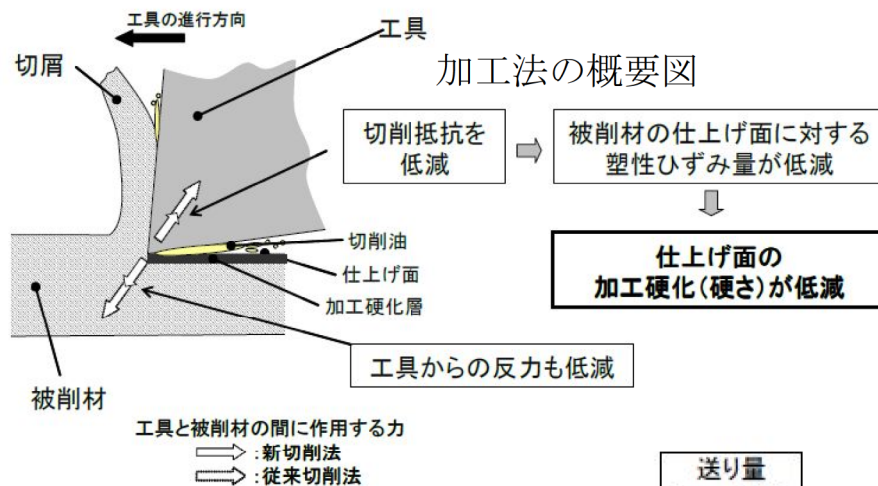 工具の進行方向
切屑
工具
加工法の概要図
切削抵抗を
低減
被削材の仕上げ面に対する
塑性ひずみ量が低減
切削油
仕上げ面
加工硬化層
仕上げ面の
加工硬化(硬さ)が低減
工具からの反力も低減
被削材
工具と被削材の間に作用する力
:新切削法
:従来切削法
送り量